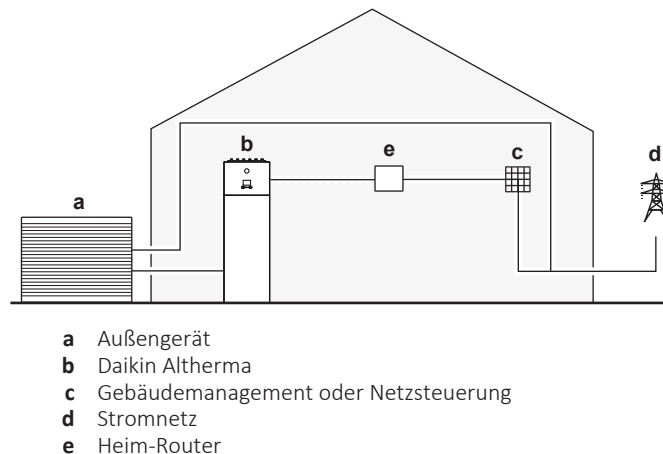 b
e
c
d
a
a Außengerät
b Daikin Altherma
c Gebäudemanagement oder Netzsteuerung
d Stromnetz
e Heim-Router